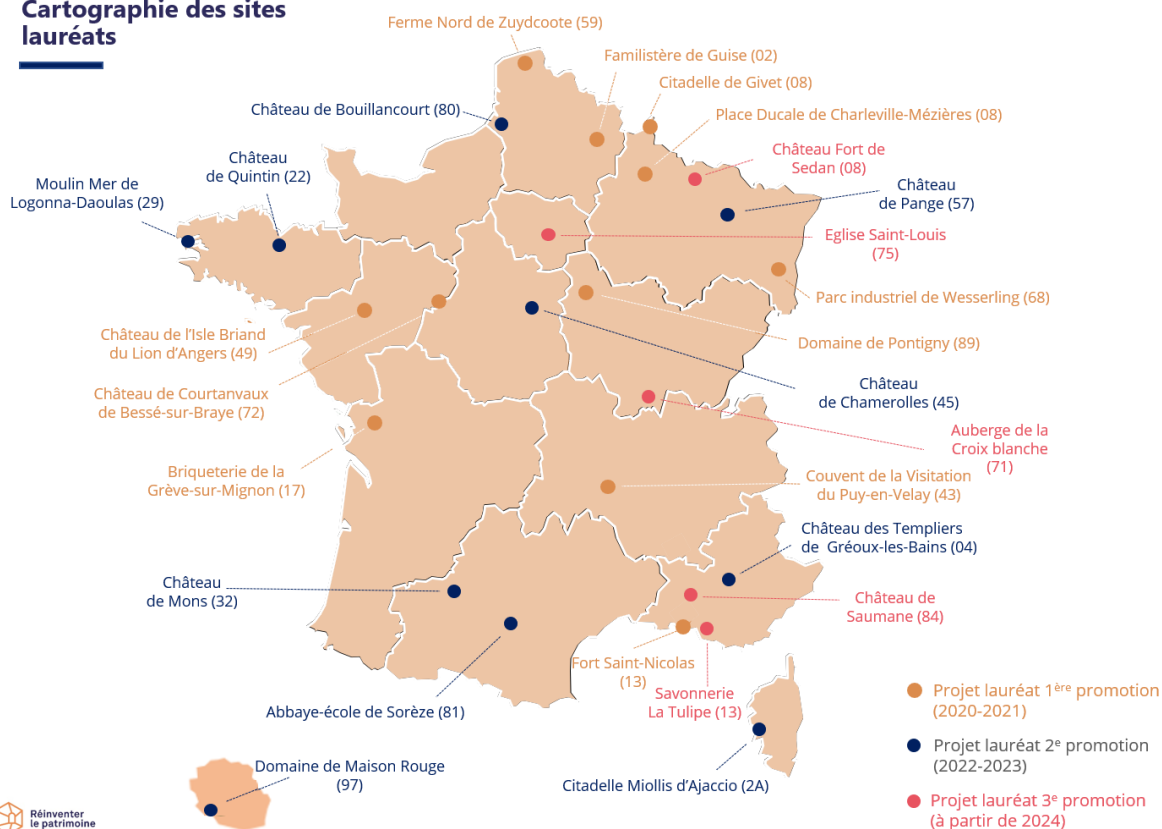 Cartographie des sites
lauréats
Ferme Nord de Zuydcoote (59)
Familistère de Guise (02)
Citadelle de Givet (08)
Château de Bouillancourt (80)
Place Ducale de Charleville-Mézières (08)
Château Fort de
Sedan (08)
Château
de Quintin (22)
Moulin Mer de
Logonna-Daoulas (29)
Château
de Pange (57)
Eglise Saint-Louis
(75)
Parc industriel de Wesserling (68)
Château de l'Isle Briand
du Lion d'Angers (49)
Domaine de Pontigny (89)
Château de Courtanvaux
de Bessé-sur-Braye (72)
Château
de Chamerolles (45)
Auberge de la
Croix blanche
(71)
Briqueterie de la
Grève-sur-Mignon (17)
Couvent de la Visitation
du Puy-en-Velay (43)
Château des Templiers
de Gréoux-les-Bains (04)
Château
de Mons (32)
Château de
Saumane (84)
Fort Saint-Nicolas
(13)
Savonnerie
La Tulipe (13)
Abbaye-école de Sorèze (81)
Domaine de Maison Rouge
(97)
Citadelle Miollis d'Ajaccio (2A)
Projet lauréat 1ère promotion
(2020-2021)
Projet lauréat 2e promotion
(2022-2023)
Projet lauréat 3e promotion
(à partir de 2024)
Réinventer
le patrimoine